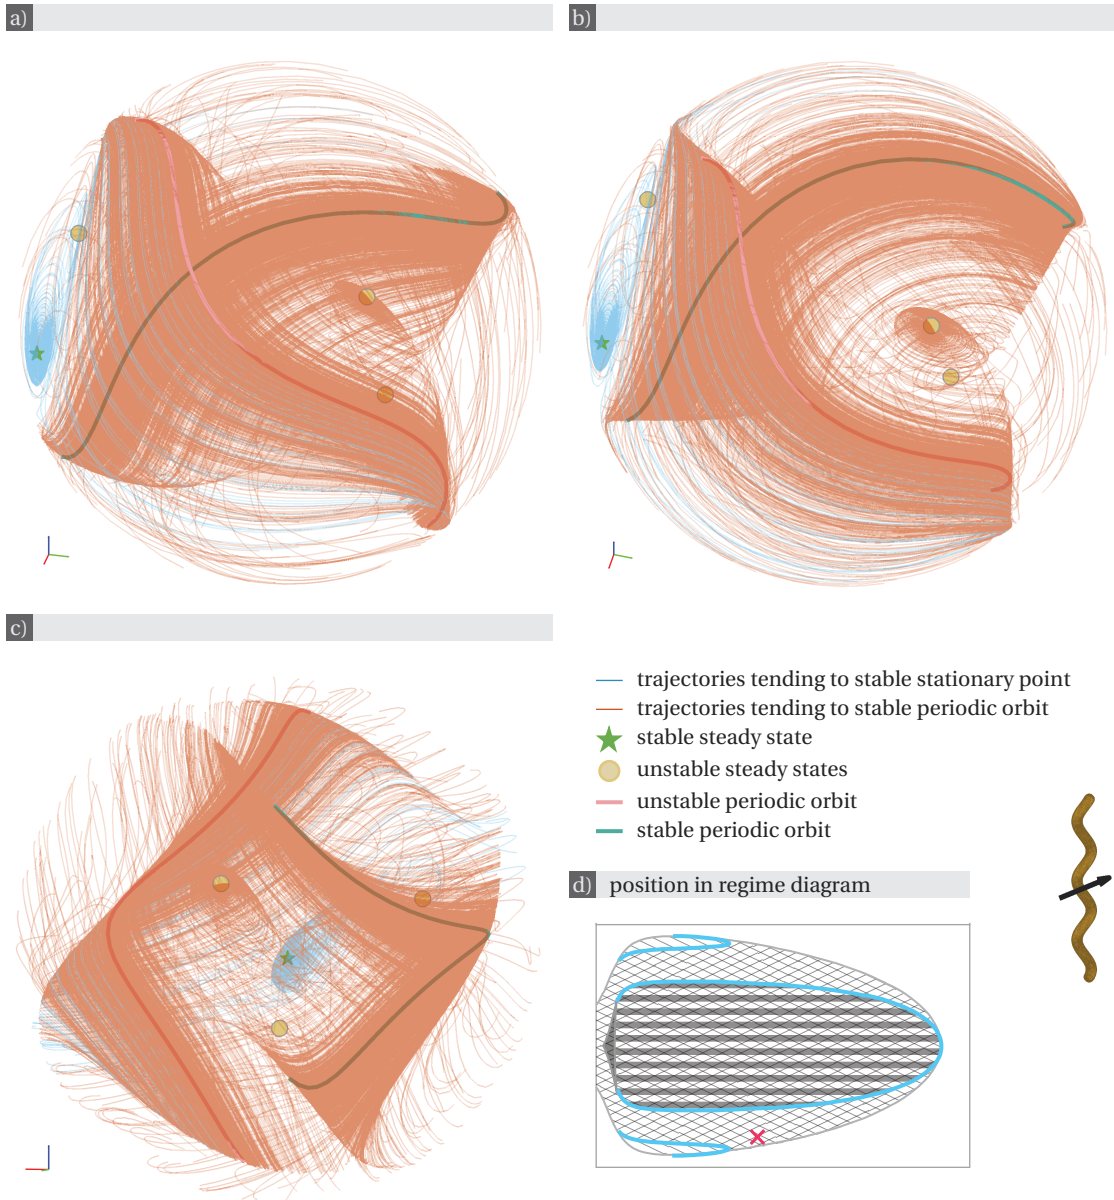 a)
b)
c)
trajectories tending to stable stationary point
trajectories tending to stable periodic orbit
stable steady state
unstable steady states
unstable periodic orbit
stable periodic orbit
d) position in regime diagram